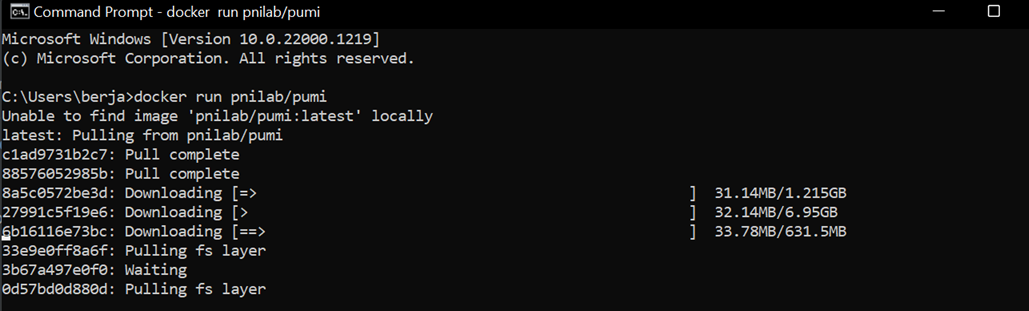 Command Prompt - docker run pnilab/pumi
Microsoft Windows [Version 10.0.22000.1219]
(c) Microsoft Corporation. All rights reserved.
C:\Users\berja>docker run pnilab/pumi
Unable to find image 'pnilab/pumi:latest' locally
latest: Pulling from pnilab/pumi
c1ad9731b2c7: Pull complete
88576052985b: Pull complete
8a5c0572be3d: Downloading [=> ] 31.14MB/1.215GB
27991c5f19e6: Downloading [> ] 32.14MB/6.95GB
6b16116e73bc: Downloading [==> ] 33.78MB/631.5MB
33e9e0ff8a6f: Pulling fs layer
3b67a497e0f0: Waiting
0d57bd0d880d: Pulling fs layer